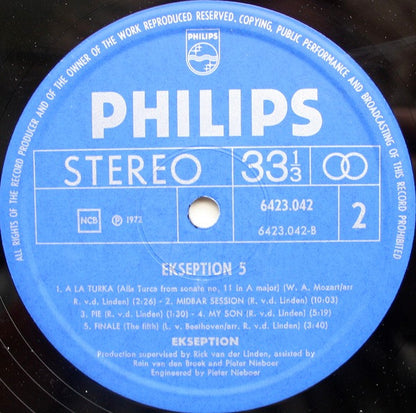 ALL RIGHTS OF THE RECORD PRODUCER AND OF THE OWNER OF THE WORK REPRODUCED RESERVED. COPYING, PUBLIC PERFORMANCE AND BROADCASTING OF THIS RECORD PROHIBITED
PHILIPS
PHILIPS
STEREO 33 1/3
NCB ℗ 1972 6423.042 2
6423.042-B
EKSEPTION 5
1. A LA TURKA (Alla Turca from sonate no. 11 in A major) (W. A. Mozart/arr
R. v.d. Linden) (2:26) - 2. MIDBAR SESSION (R. v.d. Linden) (10:03)
3. PIE (R. v.d. Linden) (1:30) - 4. MY SON (R. v.d. Linden) (5:19)
5. FINALE (The fifth) (L. v. Beethoven/arr. R. v.d. Linden) (3:40)
EKSEPTION
Production supervised by Rick van der Linden, assisted by
Rein van den Broek and Pieter Nieboer
Engineered by Pieter Nieboer